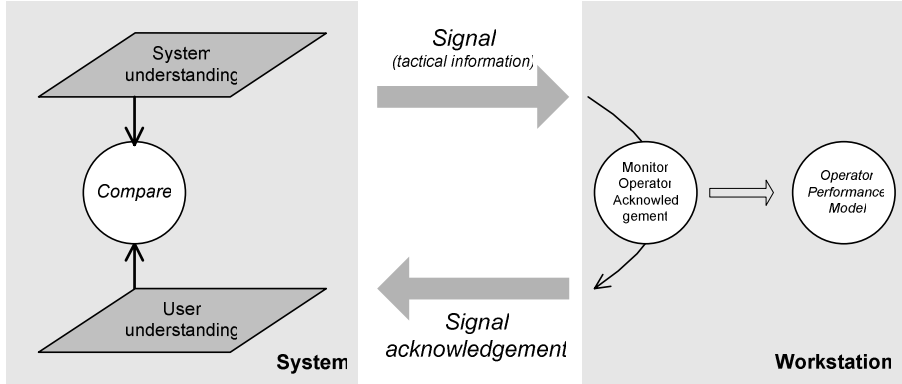 System
understanding
Compare
User
understanding
System
Signal
(tactical information)
Signal
acknowledgement
Monitor
Operator
Acknowled
gement
Operator
Performance
Model
Workstation